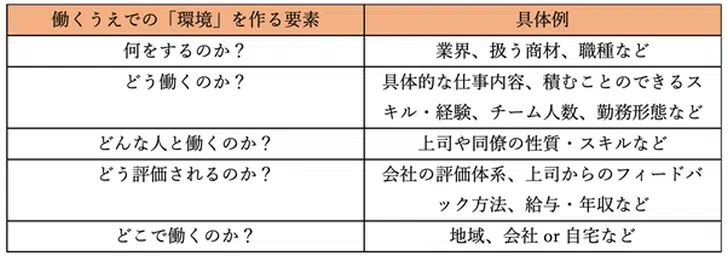 働くうえでの「環境」を作る要素 具体例
何をするのか？ 業界、扱う商材、職種など
どう働くのか？ 具体的な仕事内容、積むことのできるス
キル・経験、チーム人数、勤務形態など
どんな人と働くのか？ 上司や同僚の性質・スキルなど
どう評価されるのか？ 会社の評価体系、上司からのフィードバ
ック方法、給与・年収など
どこで働くのか？ 地域、会社 or 自宅など